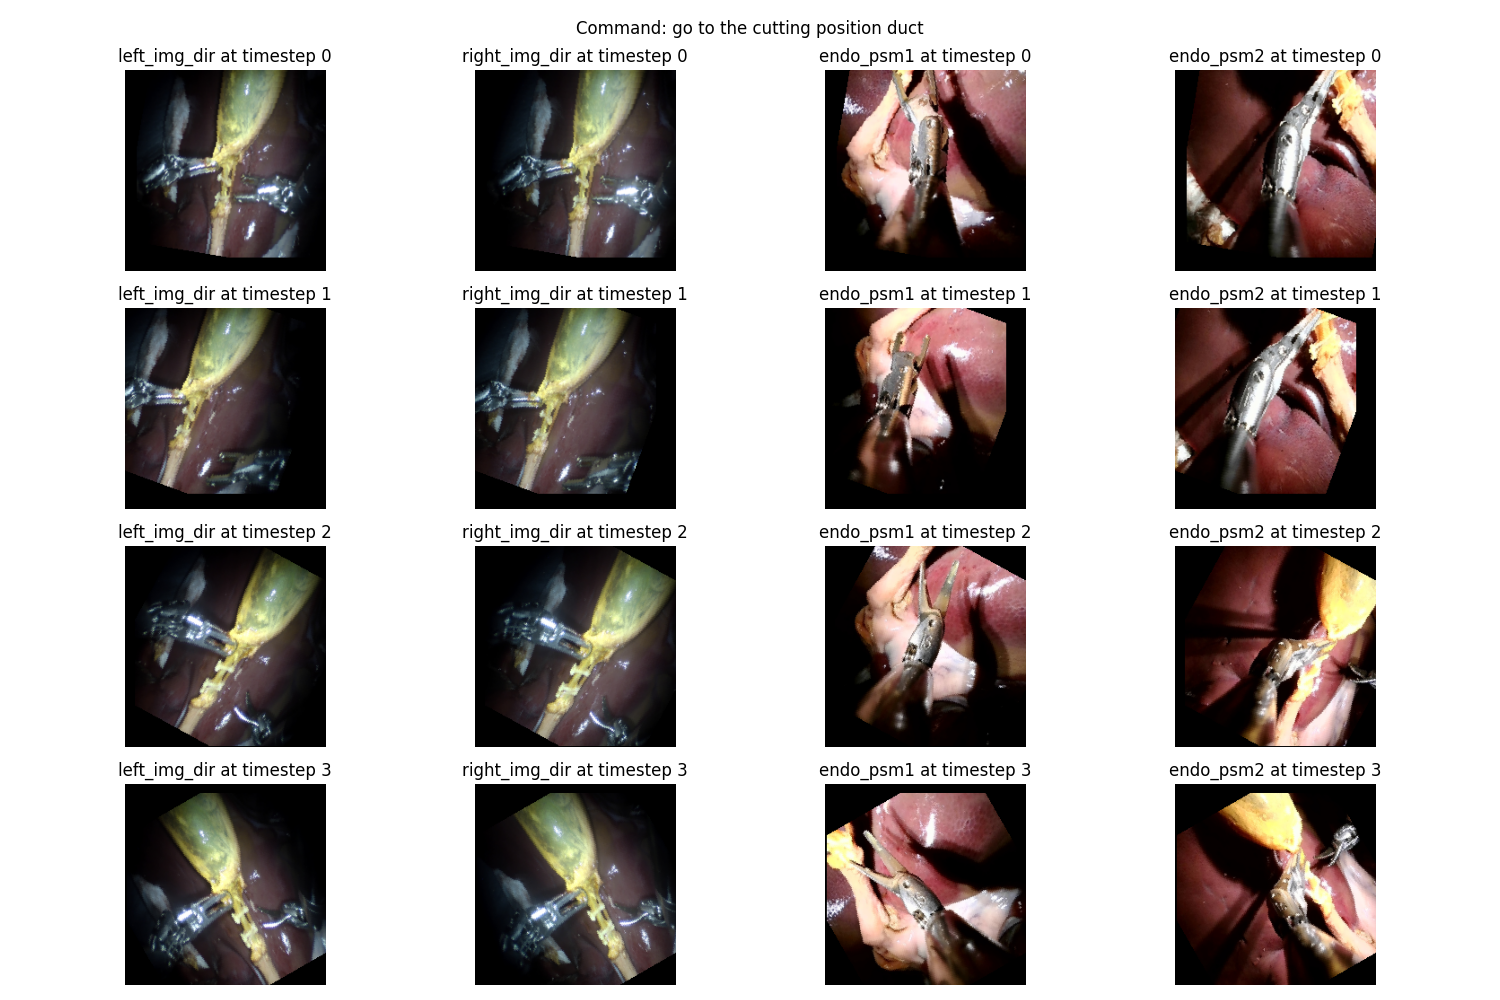 Command: go to the cutting position duct
left_img_dir at timestep 0
right_img_dir at timestep 0
endo_psm1 at timestep 0
endo_psm2 at timestep 0
left_img_dir at timestep 1
right_img_dir at timestep 1
endo_psm1 at timestep 1
endo_psm2 at timestep 1
left_img_dir at timestep 2
right_img_dir at timestep 2
endo_psm1 at timestep 2
endo_psm2 at timestep 2
left_img_dir at timestep 3
right_img_dir at timestep 3
endo_psm1 at timestep 3
endo_psm2 at timestep 3